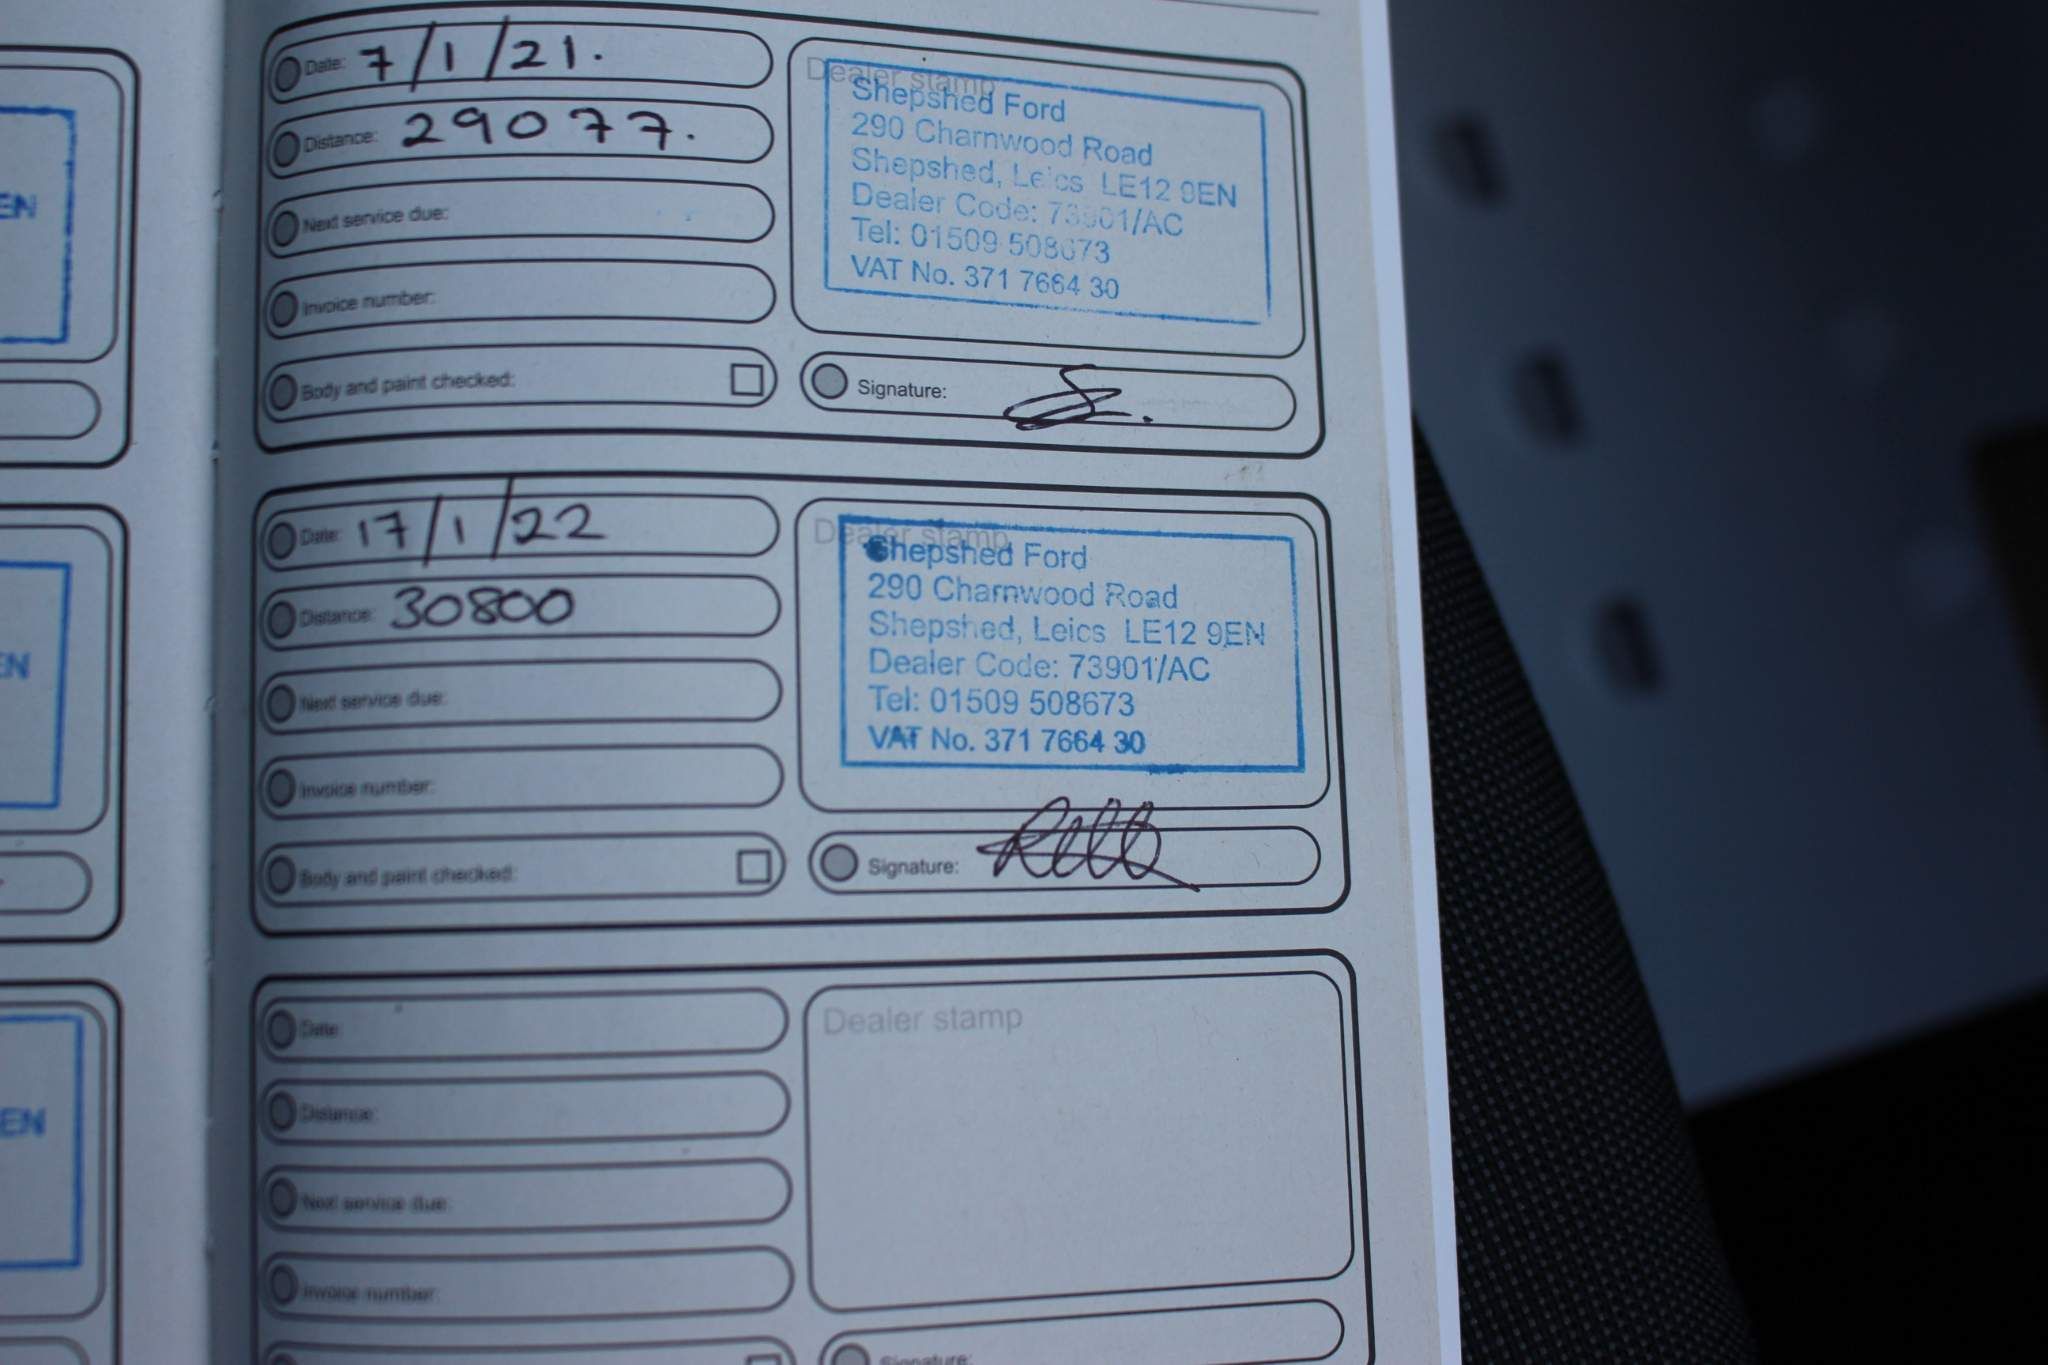 EN
EN
EN
Date: 7/1/21.
Distance: 29077.
Next service due:
Invoice number:
Body and paint checked:
Dealer stamp
Shepshed Ford
290 Charnwood Road
Shepshed, Leics LE12 9EN
Dealer Code: 73901/AC
Tel: 01509 508673
VAT No. 371 7664 30
Signature:
Date: 17/1/22
Distance: 30800
Next service due:
Invoice number:
Body and paint checked:
Dealer stamp
Shepshed Ford
290 Charnwood Road
Shepshed, Leics LE12 9EN
Dealer Code: 73901/AC
Tel: 01509 508673
VAT No. 371 7664 30
Signature:
Date:
Distance:
Next service due:
Invoice number:
Dealer stamp
Signature: